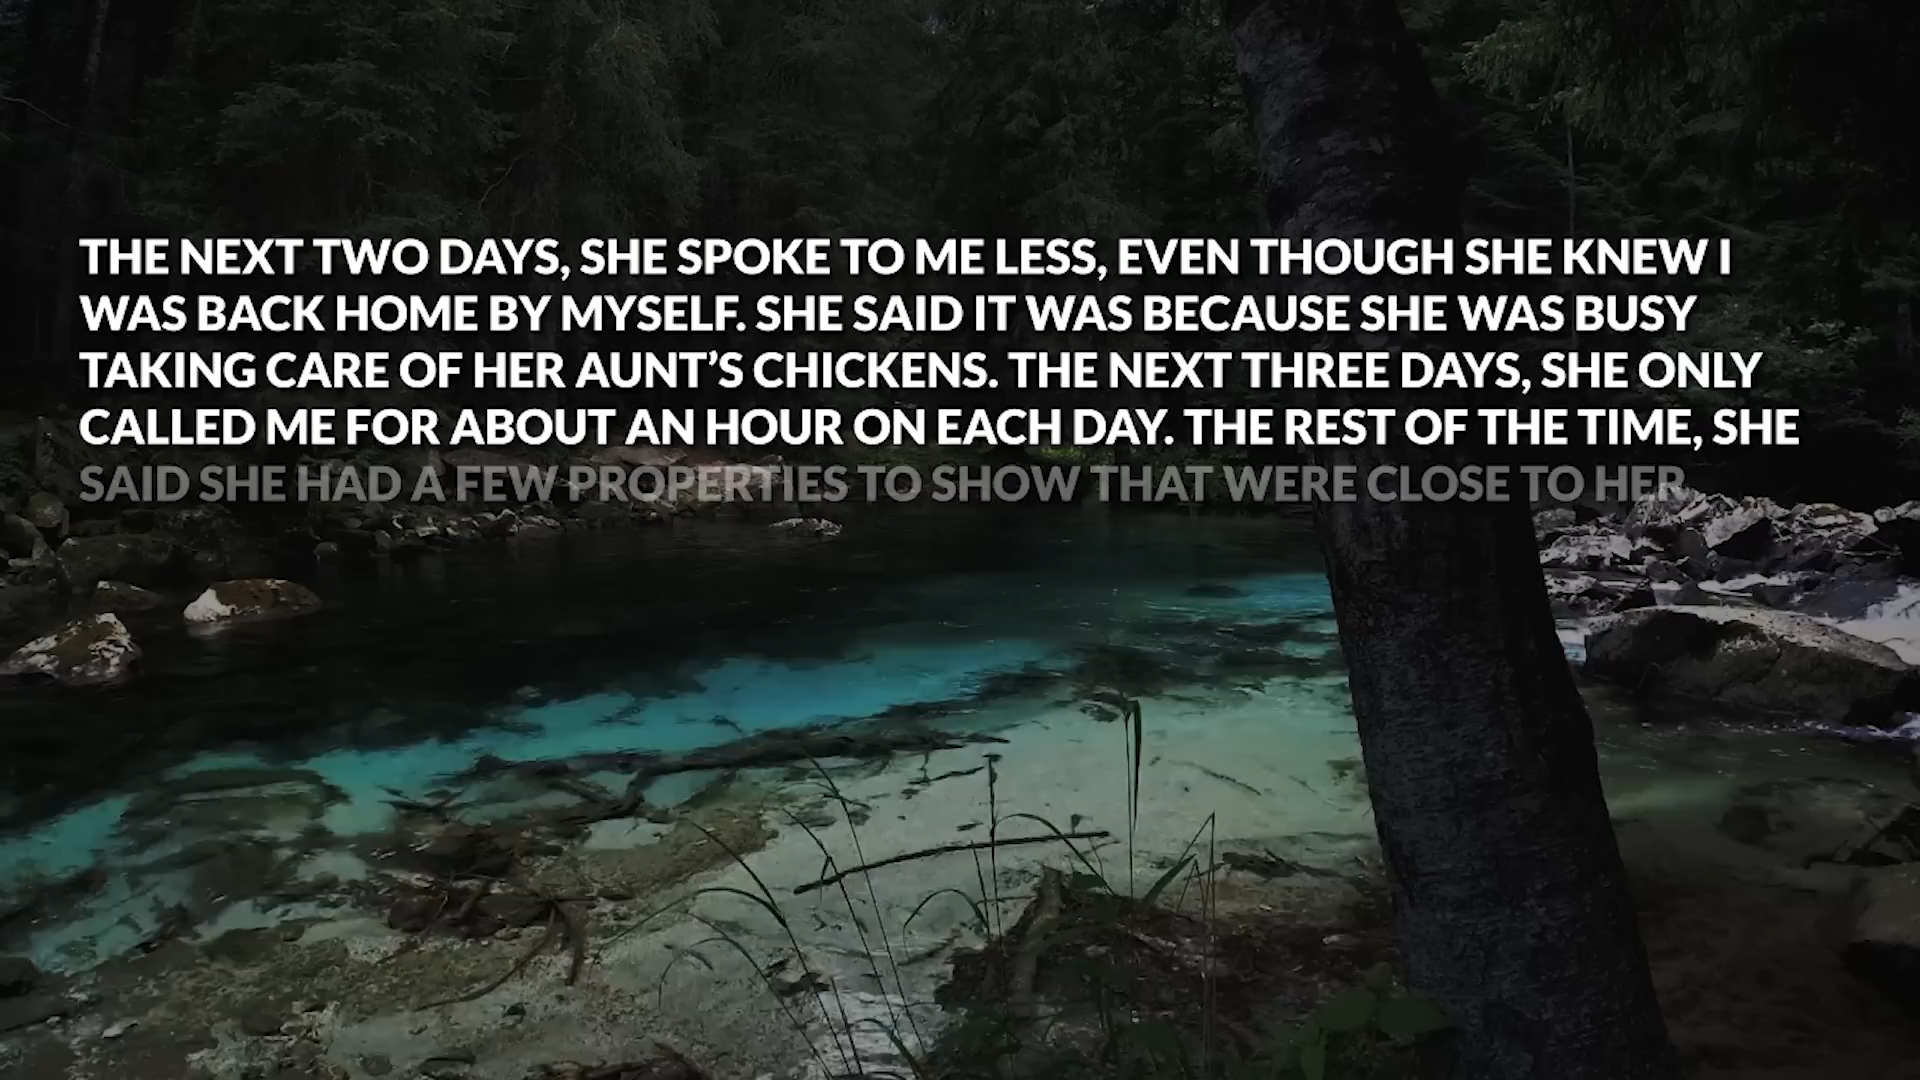 THE NEXT TWO DAYS, SHE SPOKE TO ME LESS, EVEN THOUGH SHE KNEW I
WAS BACK HOME BY MYSELF. SHE SAID IT WAS BECAUSE SHE WAS BUSY
TAKING CARE OF HER AUNT’S CHICKENS. THE NEXT THREE DAYS, SHE ONLY
CALLED ME FOR ABOUT AN HOUR ON EACH DAY. THE REST OF THE TIME, SHE
SAID SHE HAD A FEW PROPERTIES TO SHOW THAT WERE CLOSE TO HER